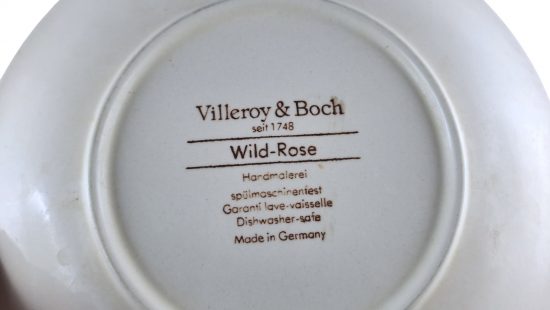 Villeroy & Boch
seit 1748
Wild-Rose
Handmalerei
spülmaschinenfest
Garanti lave-vaisselle
Dishwasher-safe
Made in Germany